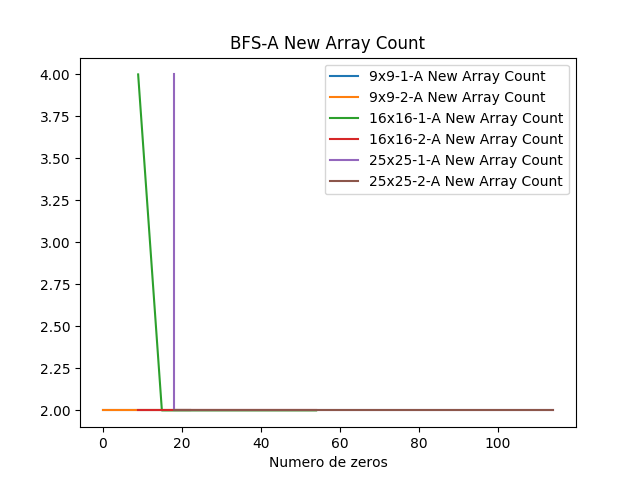 BFS-A New Array Count
4.00
3.75
3.50
3.25
3.00
2.75
2.50
2.25
2.00
9x9-1-A New Array Count
9x9-2-A New Array Count
16x16-1-A New Array Count
16x16-2-A New Array Count
25x25-1-A New Array Count
25x25-2-A New Array Count
0 20 40 60 80 100
Numero de zeros